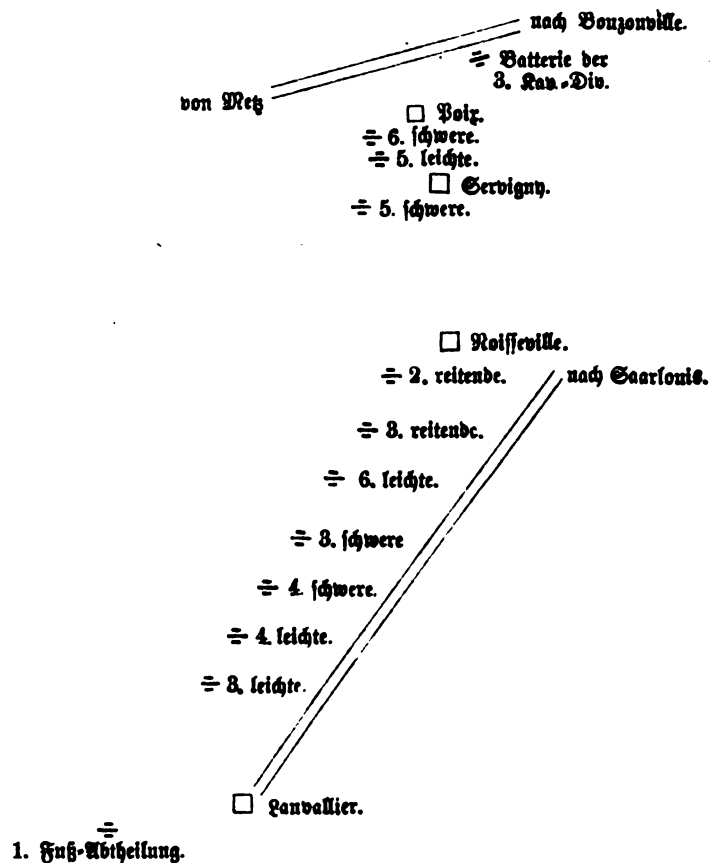 nach Bouzonville.
Batterie der
3. Kav.-Div.
von Metz
Poix.
6. schwere.
5. leichte.
Servigny.
5. schwere.
Noisseville.
2. reitende.
nach Saarlouis.
3. reitende.
6. leichte.
3. schwere
4. schwere.
4. leichte.
3. leichte.
Lanvallier.
1. Fuß-Abtheilung.